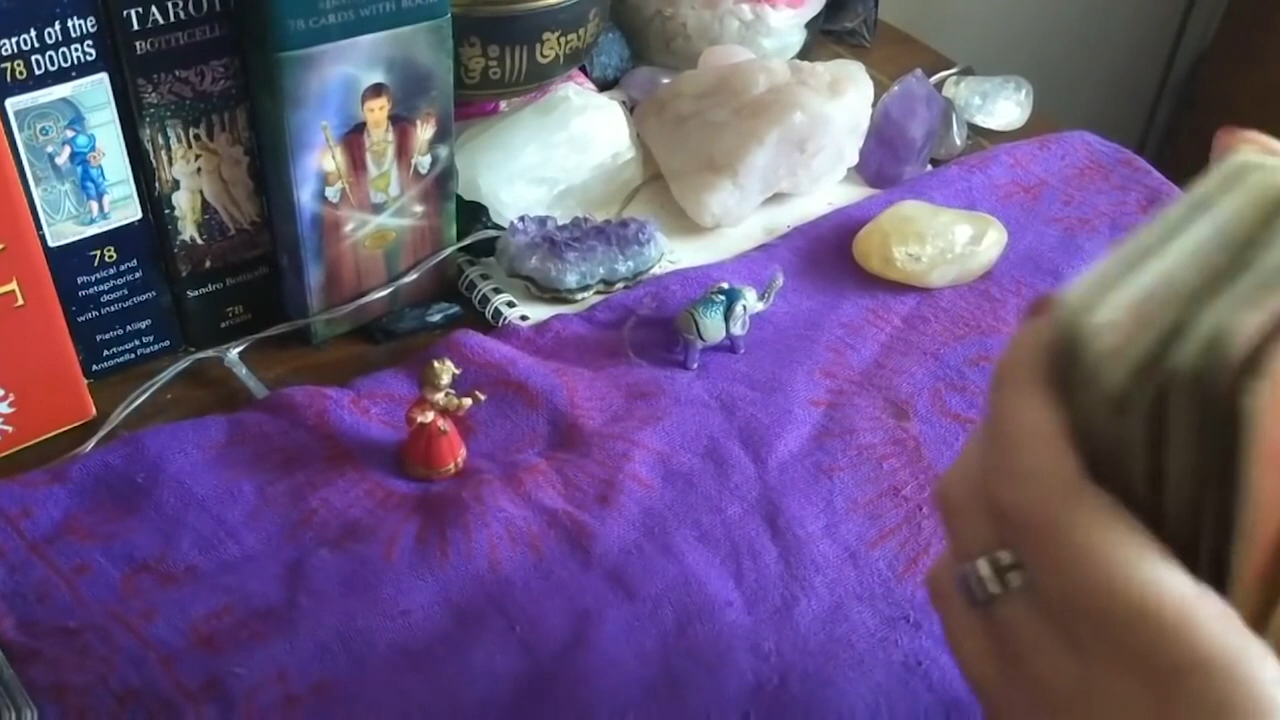 T
arot of the
78 DOORS
78
Physical and
metaphorical
doors
with instructions
Pietro Alligo
Artwork by
Antonella Platano
TAROT
BOTTICELLI
Sandro Botticelli
78
arcana
78 CARDS WITH BOOK